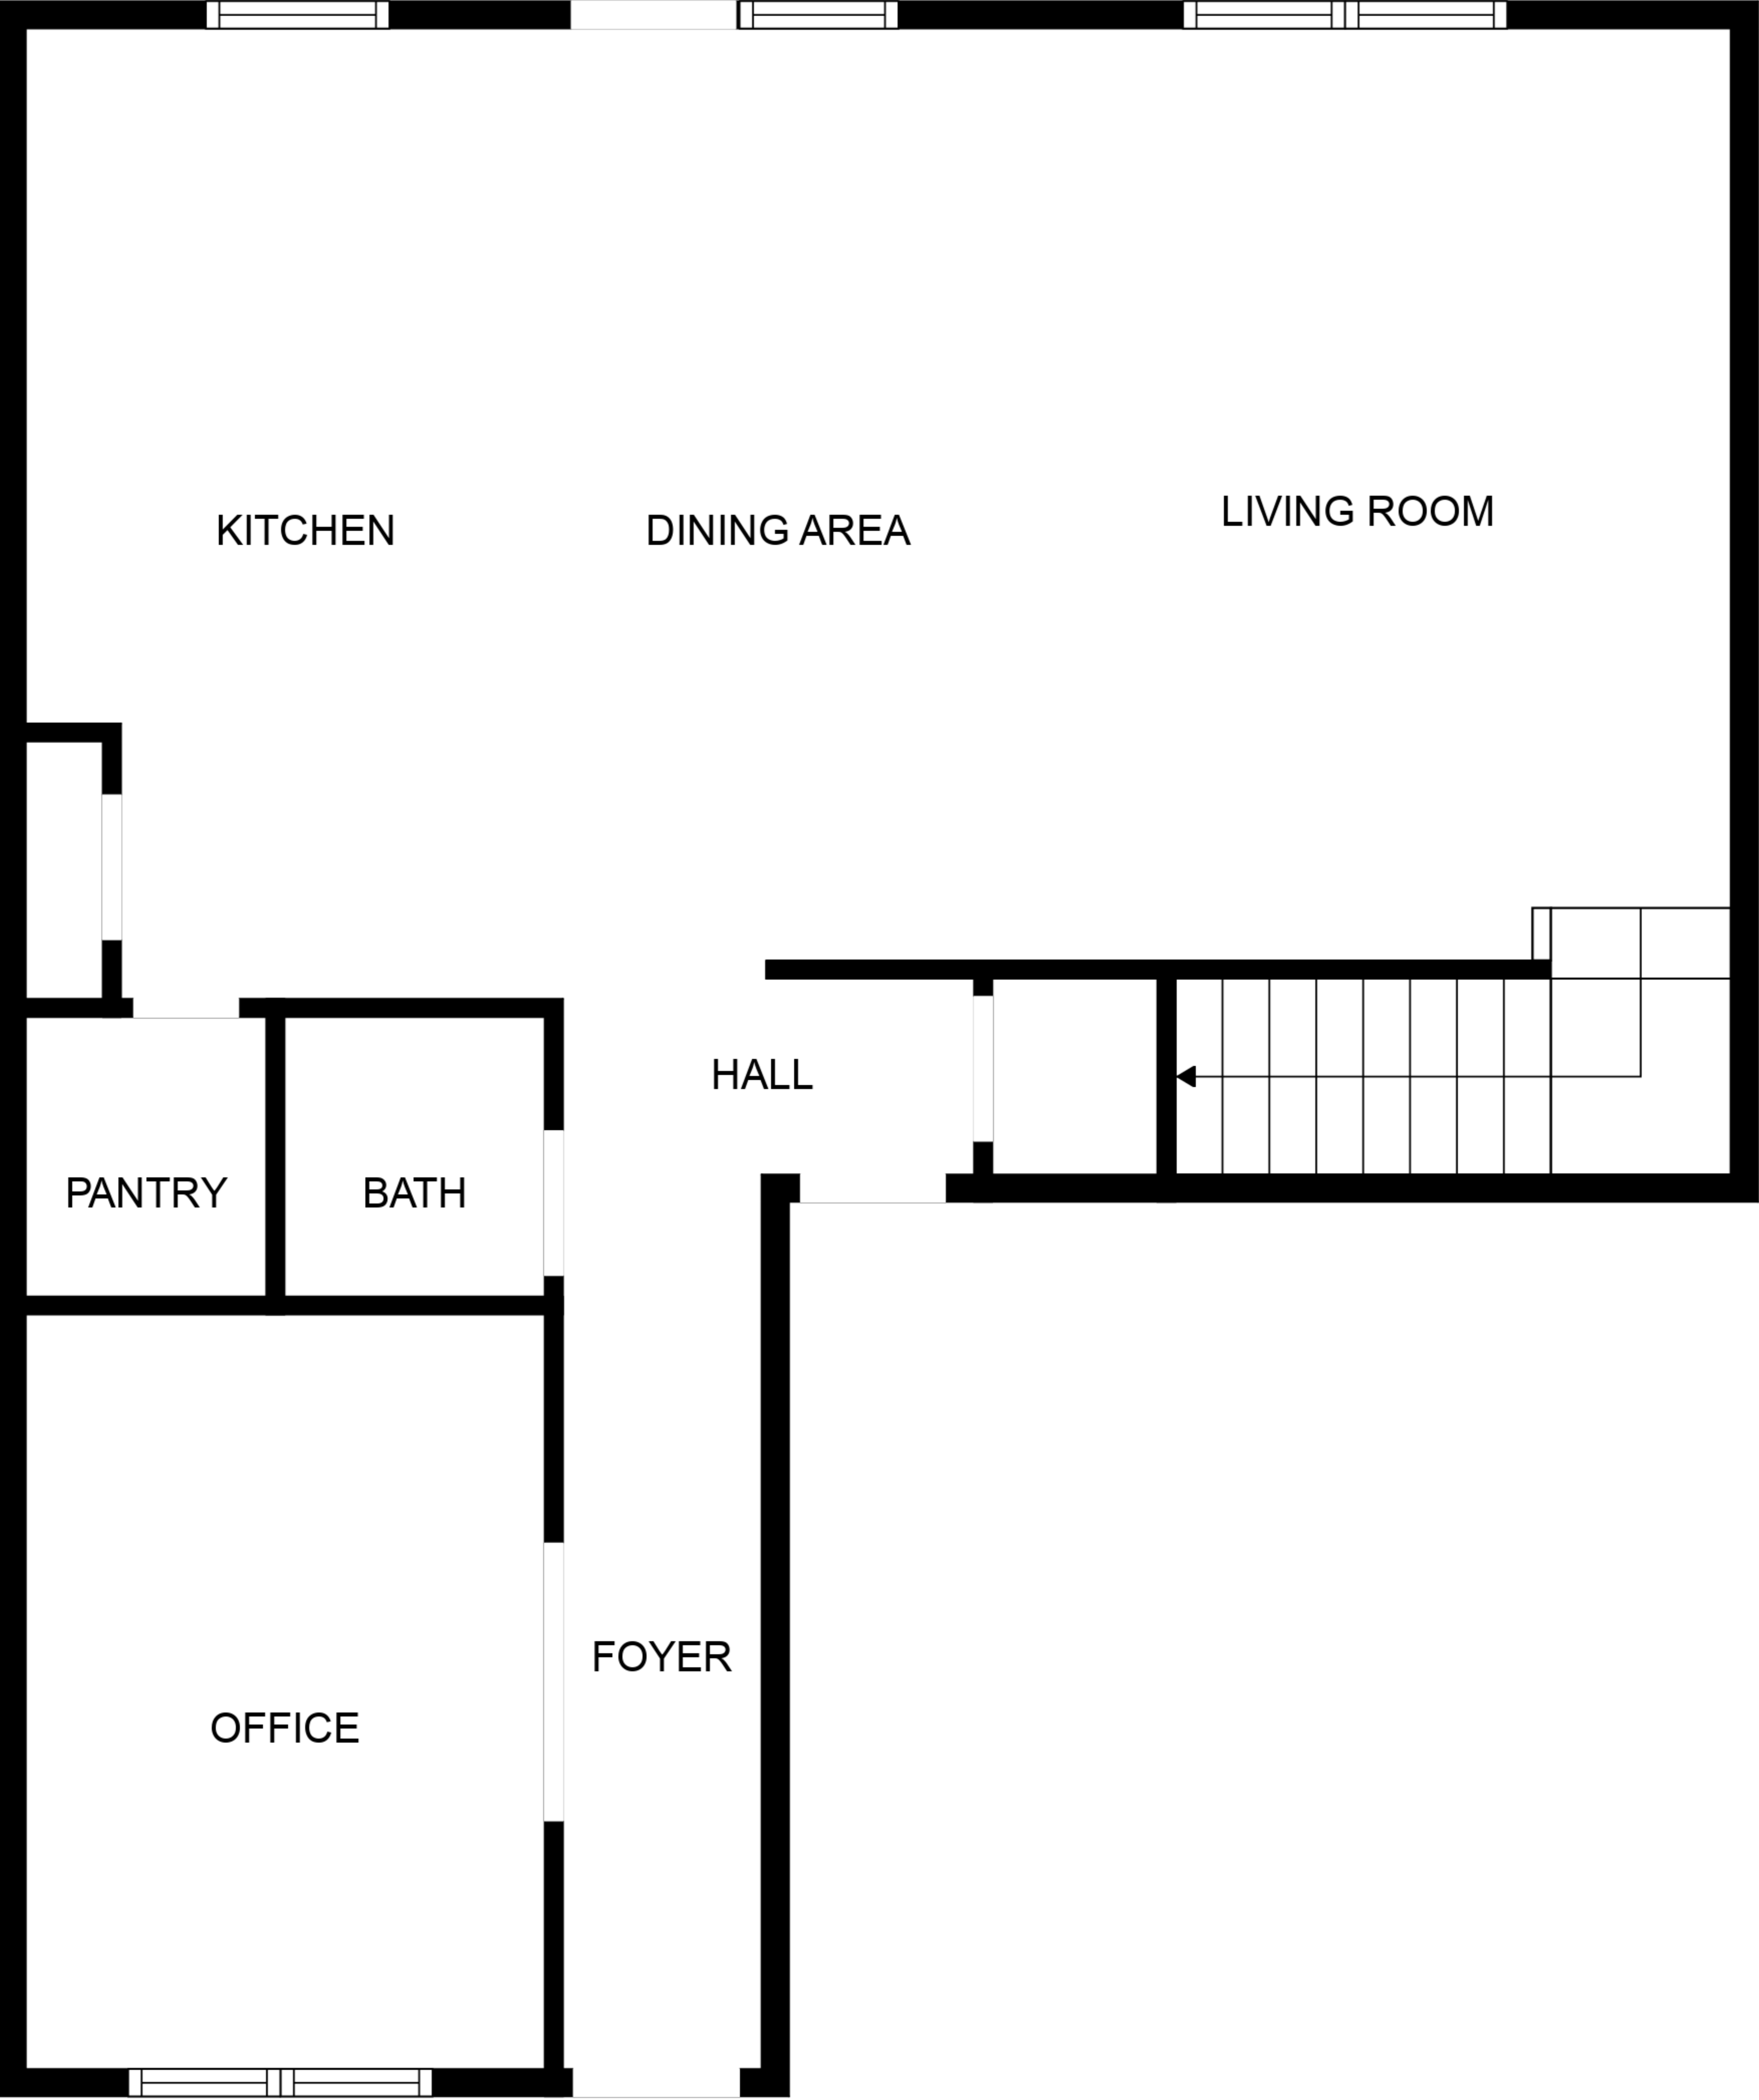 KITCHEN
DINING AREA
LIVING ROOM
HALL
PANTRY
BATH
FOYER
OFFICE